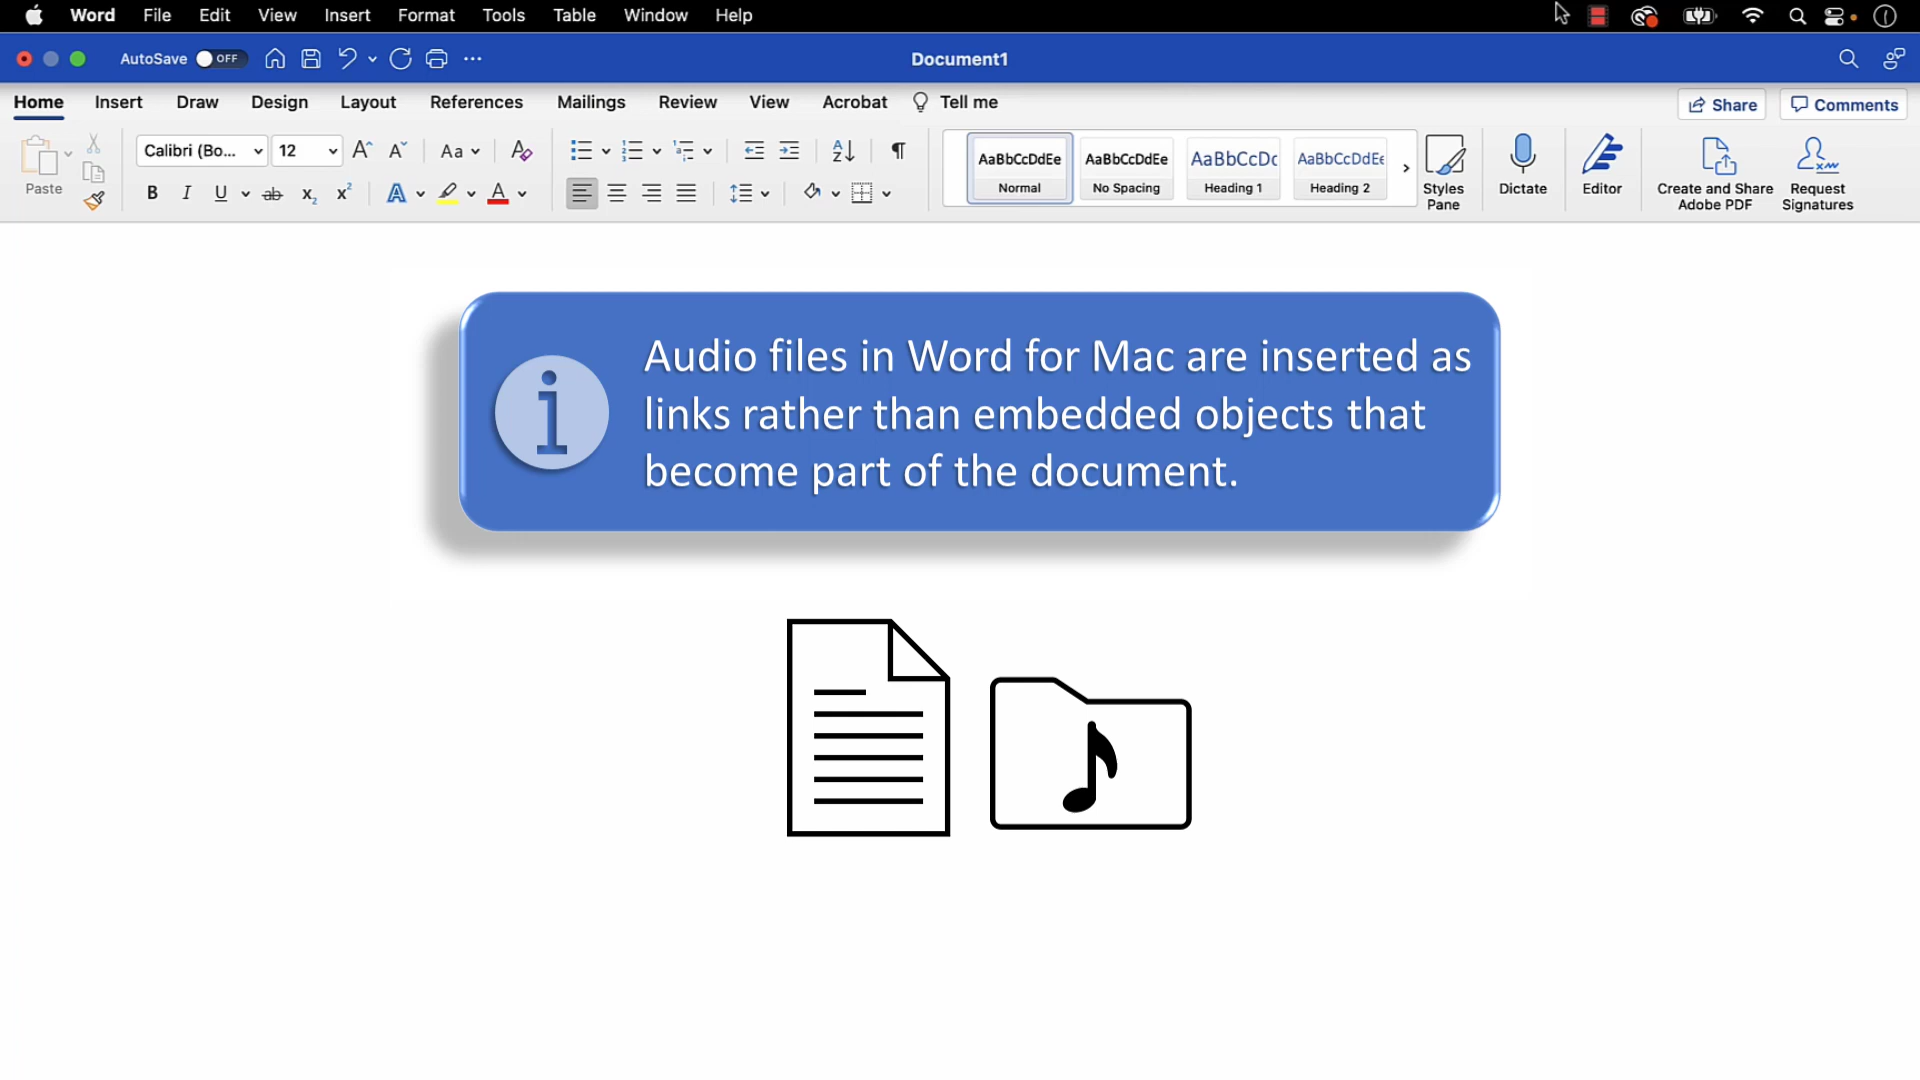 Word File Edit View Insert Format Tools Table Window Help
AutoSave OFF Document1
Home Insert Draw Design Layout References Mailings Review View Acrobat Tell me Share Comments
Paste
Calibri (Bo... 12 Aa
B I U ab x2 x2 A A
AaBbCcDdEe AaBbCcDdEe AaBbCcDc AaBbCcDdEe
Normal No Spacing Heading 1 Heading 2
Styles Pane
Dictate
Editor
Create and Share Adobe PDF
Request Signatures
Audio files in Word for Mac are inserted as
links rather than embedded objects that
become part of the document.